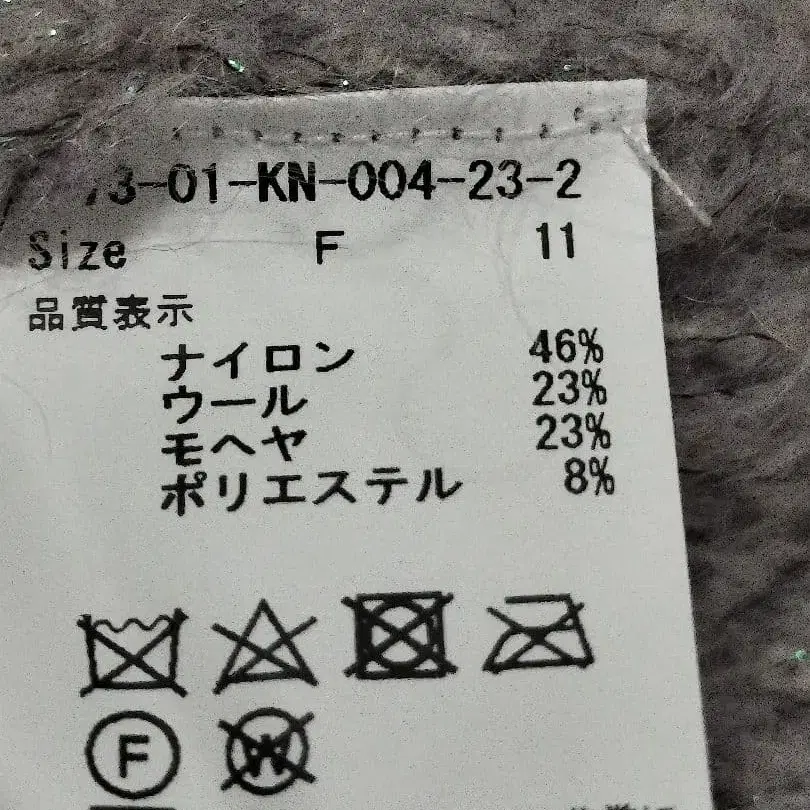 3-01-KN-004-23-2
Size F 11
品質表示
ナイロン 46%
ウール 23%
モヘヤ 23%
ポリエステル 8%
F W